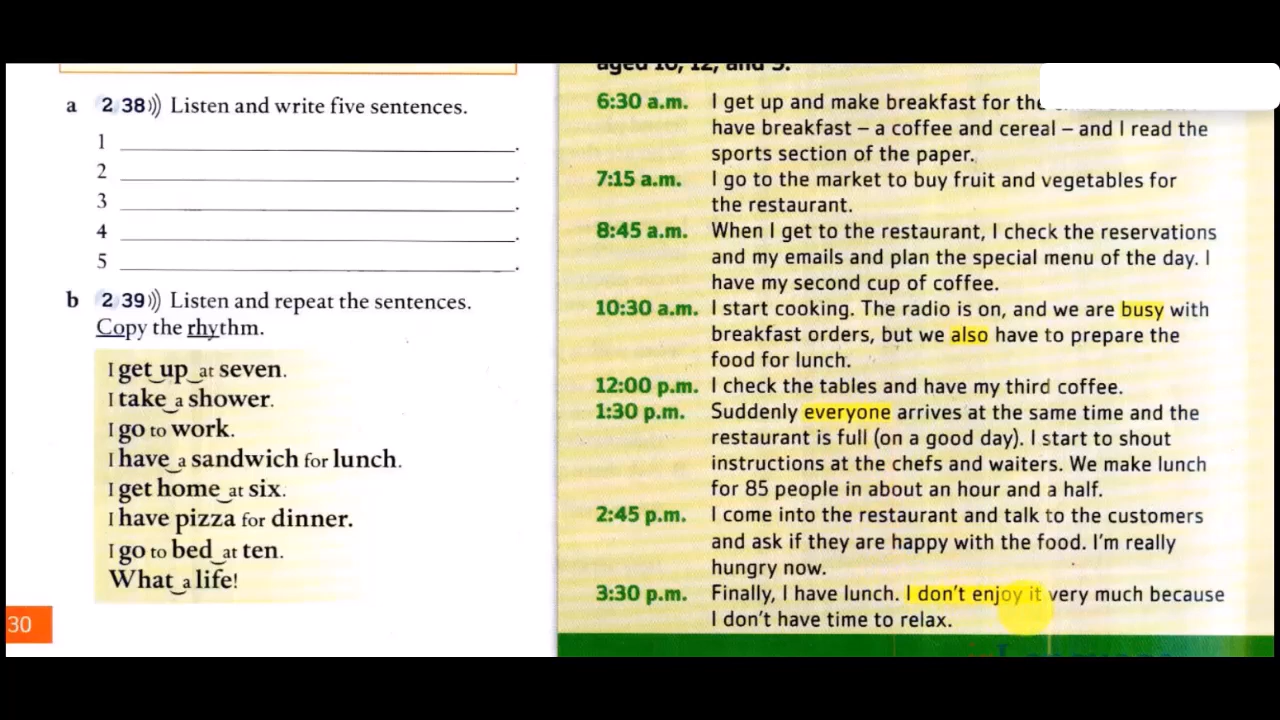 a 2 38)) Listen and write five sentences.
1 .
2 .
3 .
4 .
5 .
b 2 39)) Listen and repeat the sentences.
Copy the rhythm.
I get up at seven.
I take a shower.
I go to work.
I have a sandwich for lunch.
I get home at six.
I have pizza for dinner.
I go to bed at ten.
What a life!
30
aged 16, 12, and 5.
6:30 a.m. I get up and make breakfast for the
have breakfast – a coffee and cereal – and I read the
sports section of the paper.
7:15 a.m. I go to the market to buy fruit and vegetables for
the restaurant.
8:45 a.m. When I get to the restaurant, I check the reservations
and my emails and plan the special menu of the day. I
have my second cup of coffee.
10:30 a.m. I start cooking. The radio is on, and we are busy with
breakfast orders, but we also have to prepare the
food for lunch.
12:00 p.m. I check the tables and have my third coffee.
1:30 p.m. Suddenly everyone arrives at the same time and the
restaurant is full (on a good day). I start to shout
instructions at the chefs and waiters. We make lunch
for 85 people in about an hour and a half.
2:45 p.m. I come into the restaurant and talk to the customers
and ask if they are happy with the food. I'm really
hungry now.
3:30 p.m. Finally, I have lunch. I don't enjoy it very much because
I don't have time to relax.